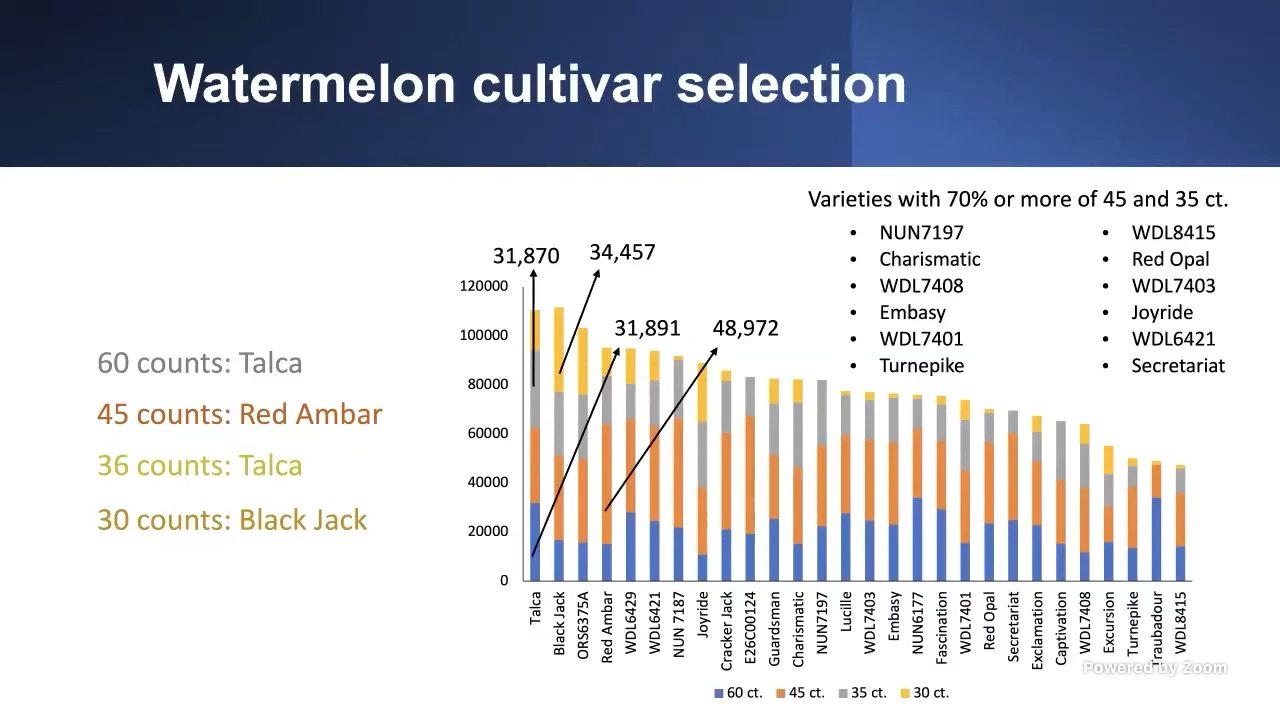 Watermelon cultivar selection
Varieties with 70% or more of 45 and 35 ct.
• NUN7197
• Charismatic
• WDL7408
• Embasy
• WDL7401
• Turnepike
• WDL8415
• Red Opal
• WDL7403
• Joyride
• WDL6421
• Secretariat
60 counts: Talca
45 counts: Red Ambar
36 counts: Talca
30 counts: Black Jack
31,870
34,457
31,891
48,972
120000
100000
80000
60000
40000
20000
0
Talca
Black Jack
ORS6375A
Red Ambar
WDL6429
WDL6421
NUN 7187
Joyride
Cracker Jack
E26C00124
Guardsman
Charismatic
NUN7197
Lucille
WDL7403
Embasy
NUN6177
Fascination
WDL7401
Red Opal
Secretariat
Exclamation
Captivation
WDL7408
Excursion
Turnepike
Traubadour
WDL8415
60 ct.
45 ct.
35 ct.
30 ct.
Powered by Zoom